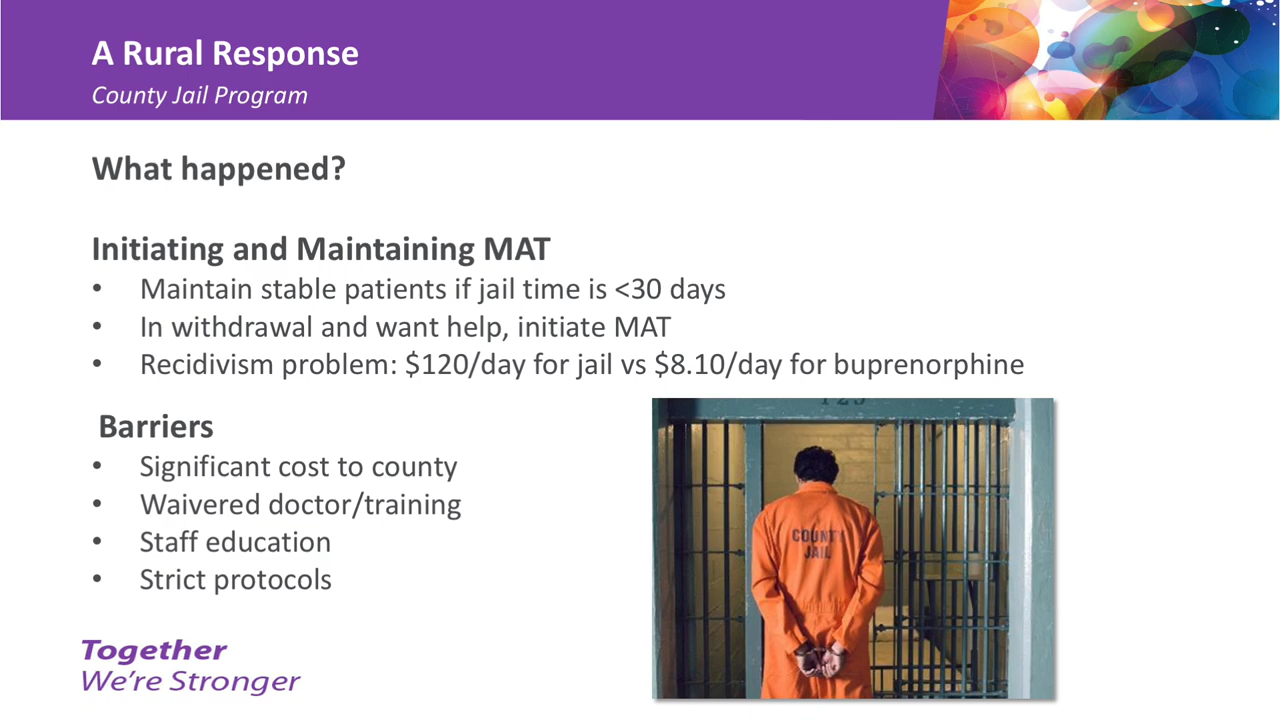 A Rural Response
County Jail Program
What happened?
Initiating and Maintaining MAT
• Maintain stable patients if jail time is <30 days
• In withdrawal and want help, initiate MAT
• Recidivism problem: $120/day for jail vs $8.10/day for buprenorphine
Barriers
• Significant cost to county
• Waivered doctor/training
• Staff education
• Strict protocols
125
COUNTY
JAIL
Together
We're Stronger